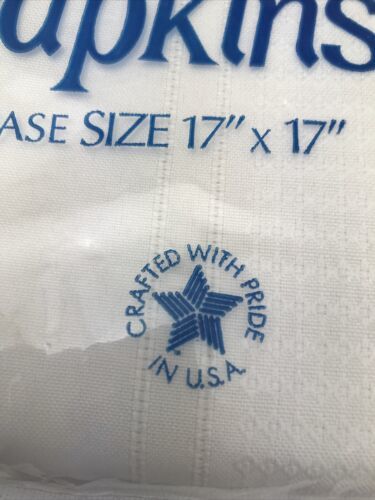 apkins
ASE SIZE 17" x 17"
CRAFTED WITH PRIDE
IN U.S.A.